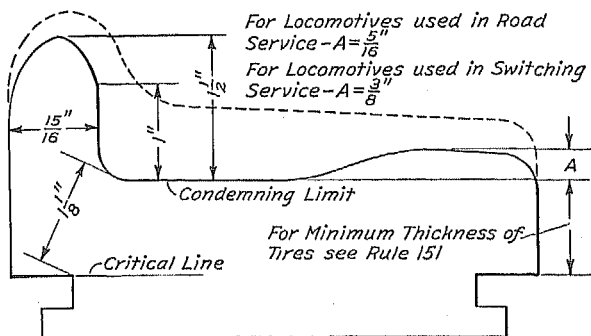 For Locomotives used in Road
Service-A=5/16"
For Locomotives used in Switching
Service-A=3/8"
1 1/2"
1"
15/16"
A
Condemning Limit
1 1/8"
For Minimum Thickness of
Tires see Rule 151
Critical Line